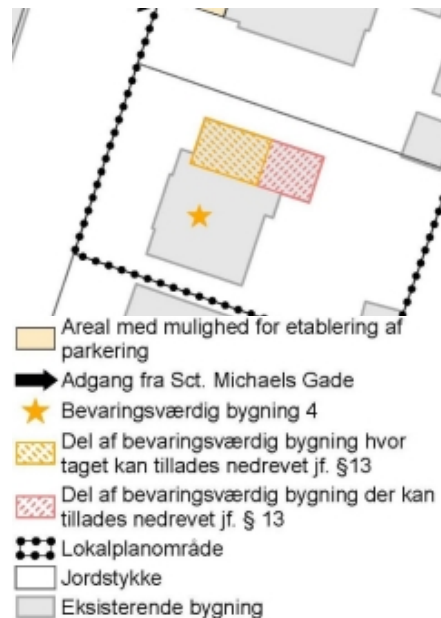 Areal med mulighed for etablering af
parkering
Adgang fra Sct. Michaels Gade
Bevaringsværdig bygning 4
Del af bevaringsværdig bygning hvor
taget kan tillades nedrevet jf. §13
Del af bevaringsværdig bygning der kan
tillades nedrevet jf. § 13
Lokalplanområde
Jordstykke
Eksisterende bygning